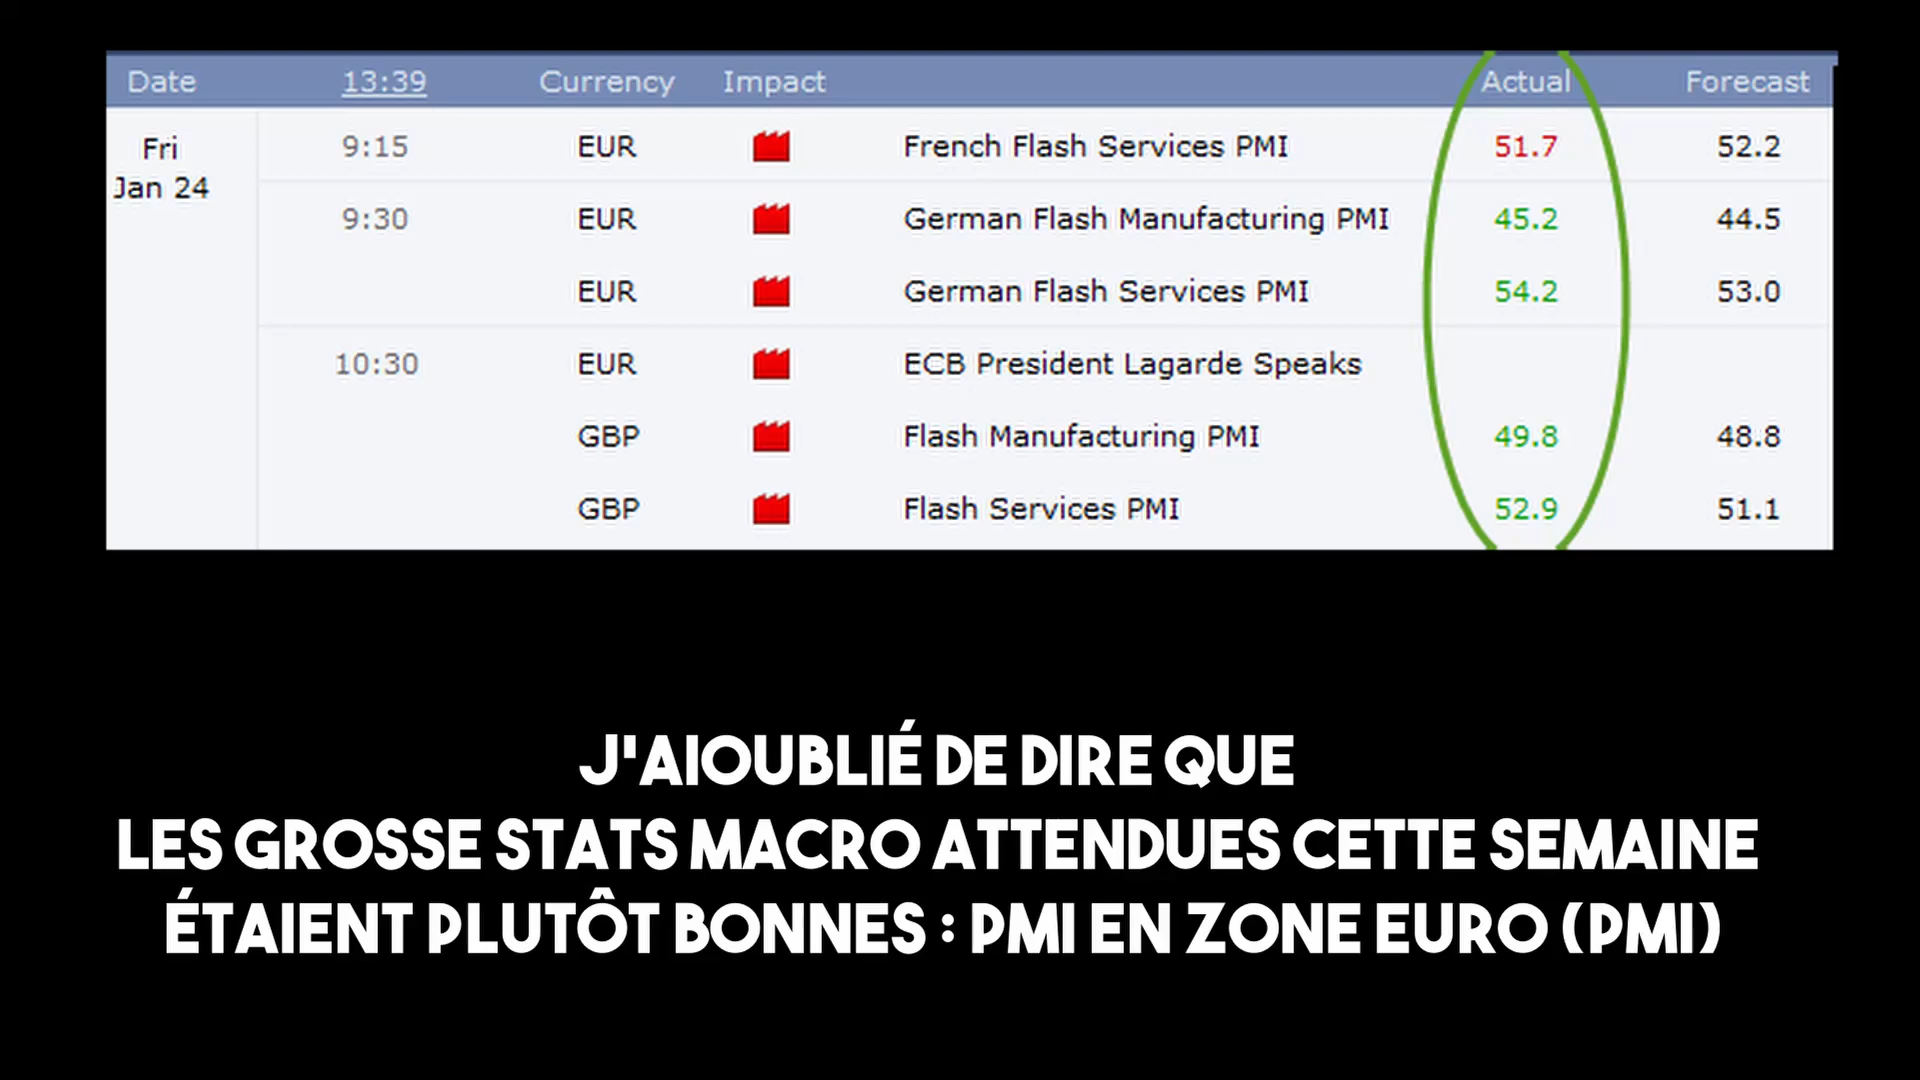 Date 13:39 Currency Impact Actual Forecast
Fri 9:15 EUR French Flash Services PMI 51.7 52.2
Jan 24
9:30 EUR German Flash Manufacturing PMI 45.2 44.5
EUR German Flash Services PMI 54.2 53.0
10:30 EUR ECB President Lagarde Speaks
GBP Flash Manufacturing PMI 49.8 48.8
GBP Flash Services PMI 52.9 51.1
J'AIOUBLIÉ DE DIRE QUE
LES GROSSE STATS MACRO ATTENDUES CETTE SEMAINE
ÉTAIENT PLUTÔT BONNES : PMI EN ZONE EURO (PMI)